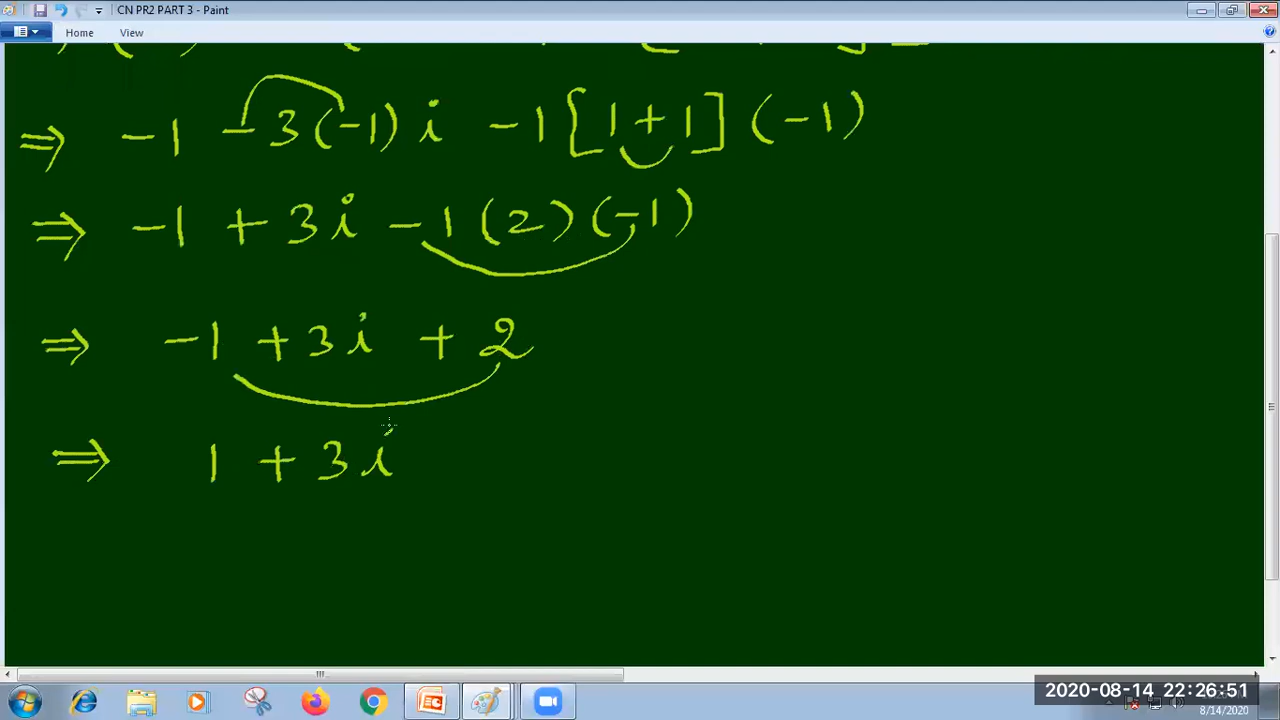 CN PR2 PART 3 - Paint
Home View
⇒ -1 -3(-1)i -1[1+1](-1)
⇒ -1 +3i -1(2)(-1)
⇒ -1 +3i +2
⇒ 1 + 3i
2020-08-14 22:26:51
8/14/2020